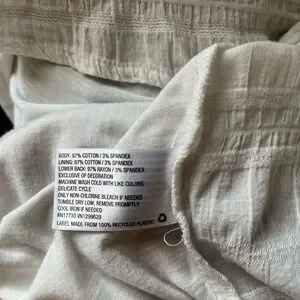 BODY: 97% COTTON / 3% SPANDEX
LINING: 97% COTTON / 3% SPANDEX
LOWER BACK: 97% RAYON / 3% SPANDEX
EXCLUSIVE OF DECORATION
MACHINE WASH COLD WITH LIKE COLORS
DELICATE CYCLE
ONLY NON-CHLORINE BLEACH IF NEEDED
TUMBLE DRY LOW, REMOVE PROMPTLY
COOL IRON IF NEEDED
RN17730 VN1299629
LABEL MADE FROM 100% RECYCLED PLASTIC